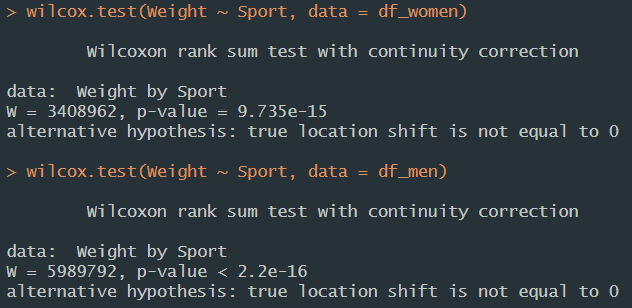 > wilcox.test(Weight ~ Sport, data = df_women)
Wilcoxon rank sum test with continuity correction
data:  Weight by Sport
W = 3408962, p-value = 9.735e-15
alternative hypothesis: true location shift is not equal to 0
> wilcox.test(Weight ~ Sport, data = df_men)
Wilcoxon rank sum test with continuity correction
data:  Weight by Sport
W = 5989792, p-value < 2.2e-16
alternative hypothesis: true location shift is not equal to 0